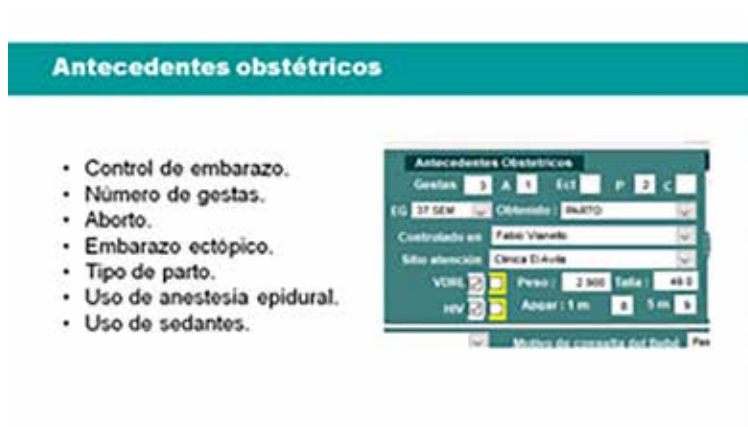 Antecedentes obstétricos
• Control de embarazo.
• Número de gestas.
• Aborto.
• Embarazo ectópico.
• Tipo de parto.
• Uso de anestesia epidural.
• Uso de sedantes.
Antecedentes Obstetricos
Gestas 3 A 1 Ect P 2 C
EG 37 SEM Obtenido: PARTO
Controlado en Fabio Vianello
Sitio atención Clinica El Avila
VDRL Peso: 2.900 Talla: 49.0
HIV Apgar: 1 m 8 5 m 9
Motivo de consulta del Bebé